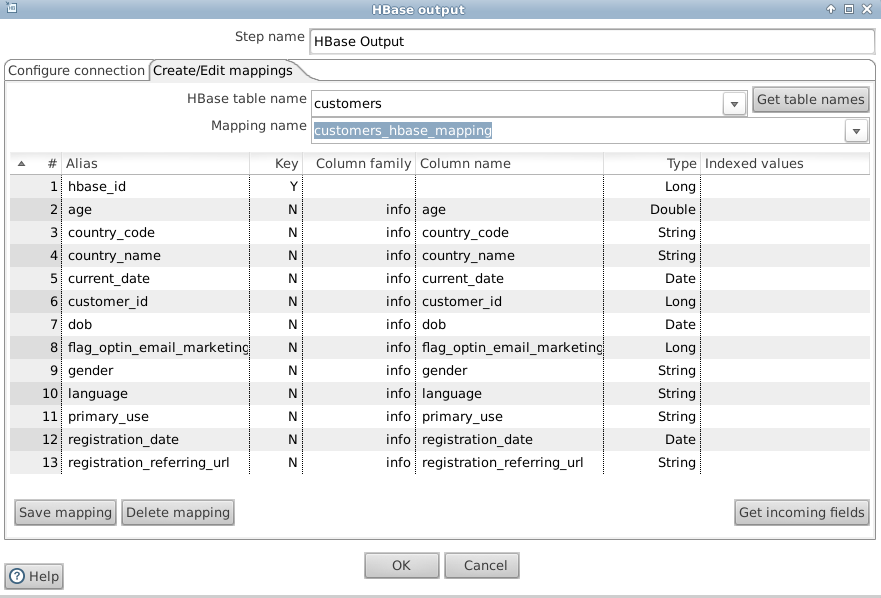 HBase output
Step name HBase Output
Configure connection Create/Edit mappings
HBase table name customers Get table names
Mapping name customers_hbase_mapping
# Alias Key Column family Column name Type Indexed values
1 hbase_id Y Long
2 age N info age Double
3 country_code N info country_code String
4 country_name N info country_name String
5 current_date N info current_date Date
6 customer_id N info customer_id Long
7 dob N info dob Date
8 flag_optin_email_marketing N info flag_optin_email_marketing Long
9 gender N info gender String
10 language N info language String
11 primary_use N info primary_use String
12 registration_date N info registration_date Date
13 registration_referring_url N info registration_referring_url String
Save mapping Delete mapping Get incoming fields
OK Cancel
? Help